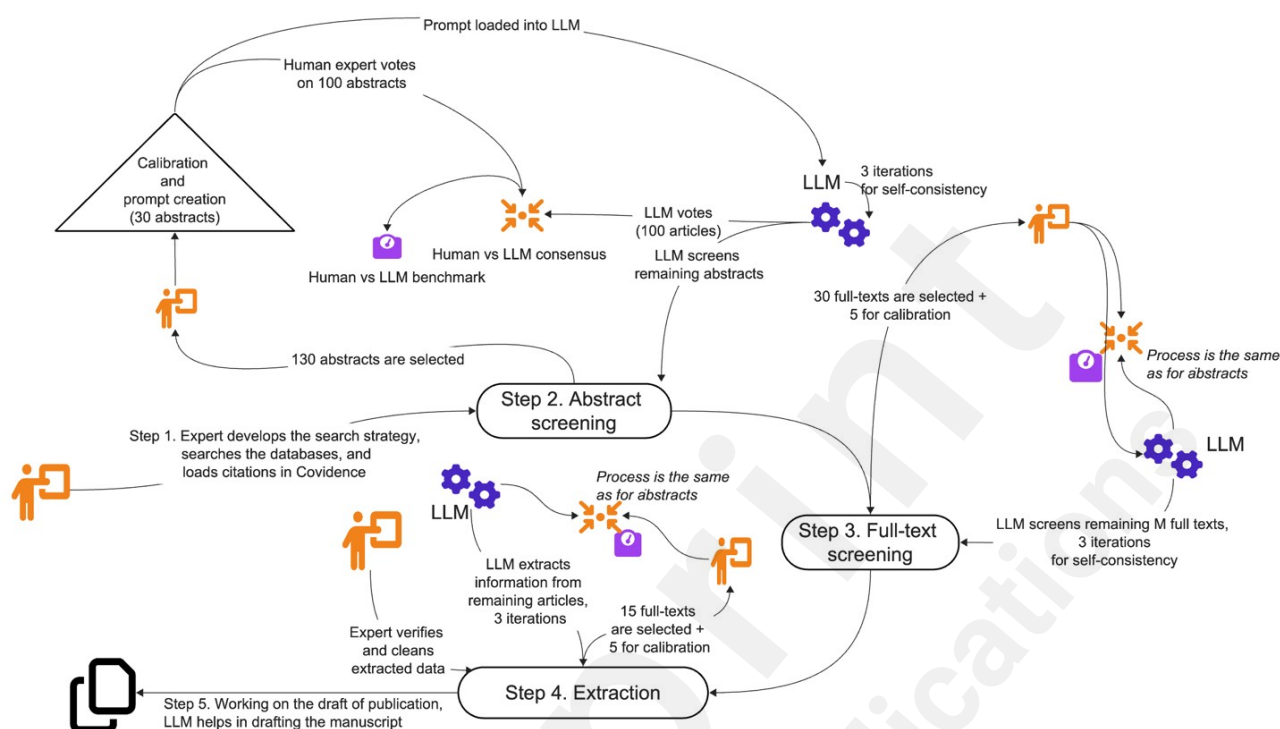 Prompt loaded into LLM
Human expert votes
on 100 abstracts
Calibration
and
prompt creation
(30 abstracts)
LLM
3 iterations
for self-consistency
LLM votes
(100 articles)
Human vs LLM consensus
LLM screens
remaining abstracts
Human vs LLM benchmark
30 full-texts are selected +
5 for calibration
130 abstracts are selected
Process is the same
as for abstracts
Step 2. Abstract
screening
Step 1. Expert develops the search strategy,
searches the databases, and
loads citations in Covidence
LLM
Process is the same
as for abstracts
LLM
Step 3. Full-text
screening
LLM screens remaining M full texts,
3 iterations
for self-consistency
LLM extracts
information from
remaining articles,
3 iterations
15 full-texts
are selected +
5 for calibration
Expert verifies
and cleans
extracted data
Step 4. Extraction
Step 5. Working on the draft of publication,
LLM helps in drafting the manuscript
print
lications